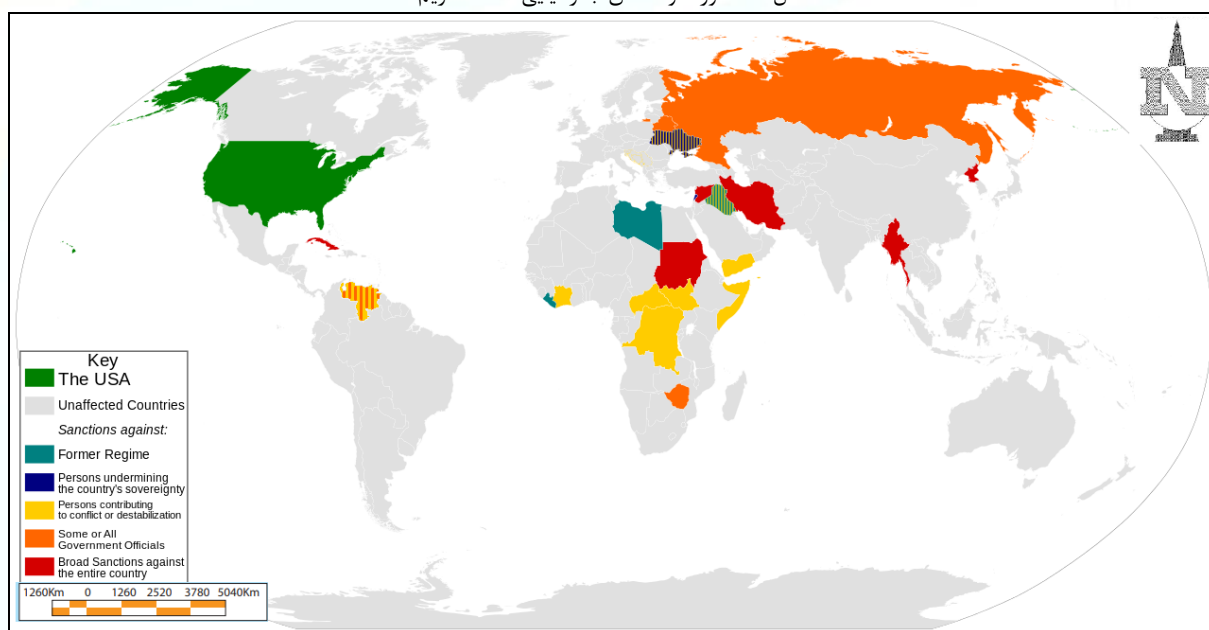 N
Key
The USA
Unaffected Countries
Sanctions against:
Former Regime
Persons undermining
the country's sovereignty
Persons contributing
to conflict or destabilization
Some or All
Government Officials
Broad Sanctions against
the entire country
1260Km 0 1260 2520 3780 5040Km